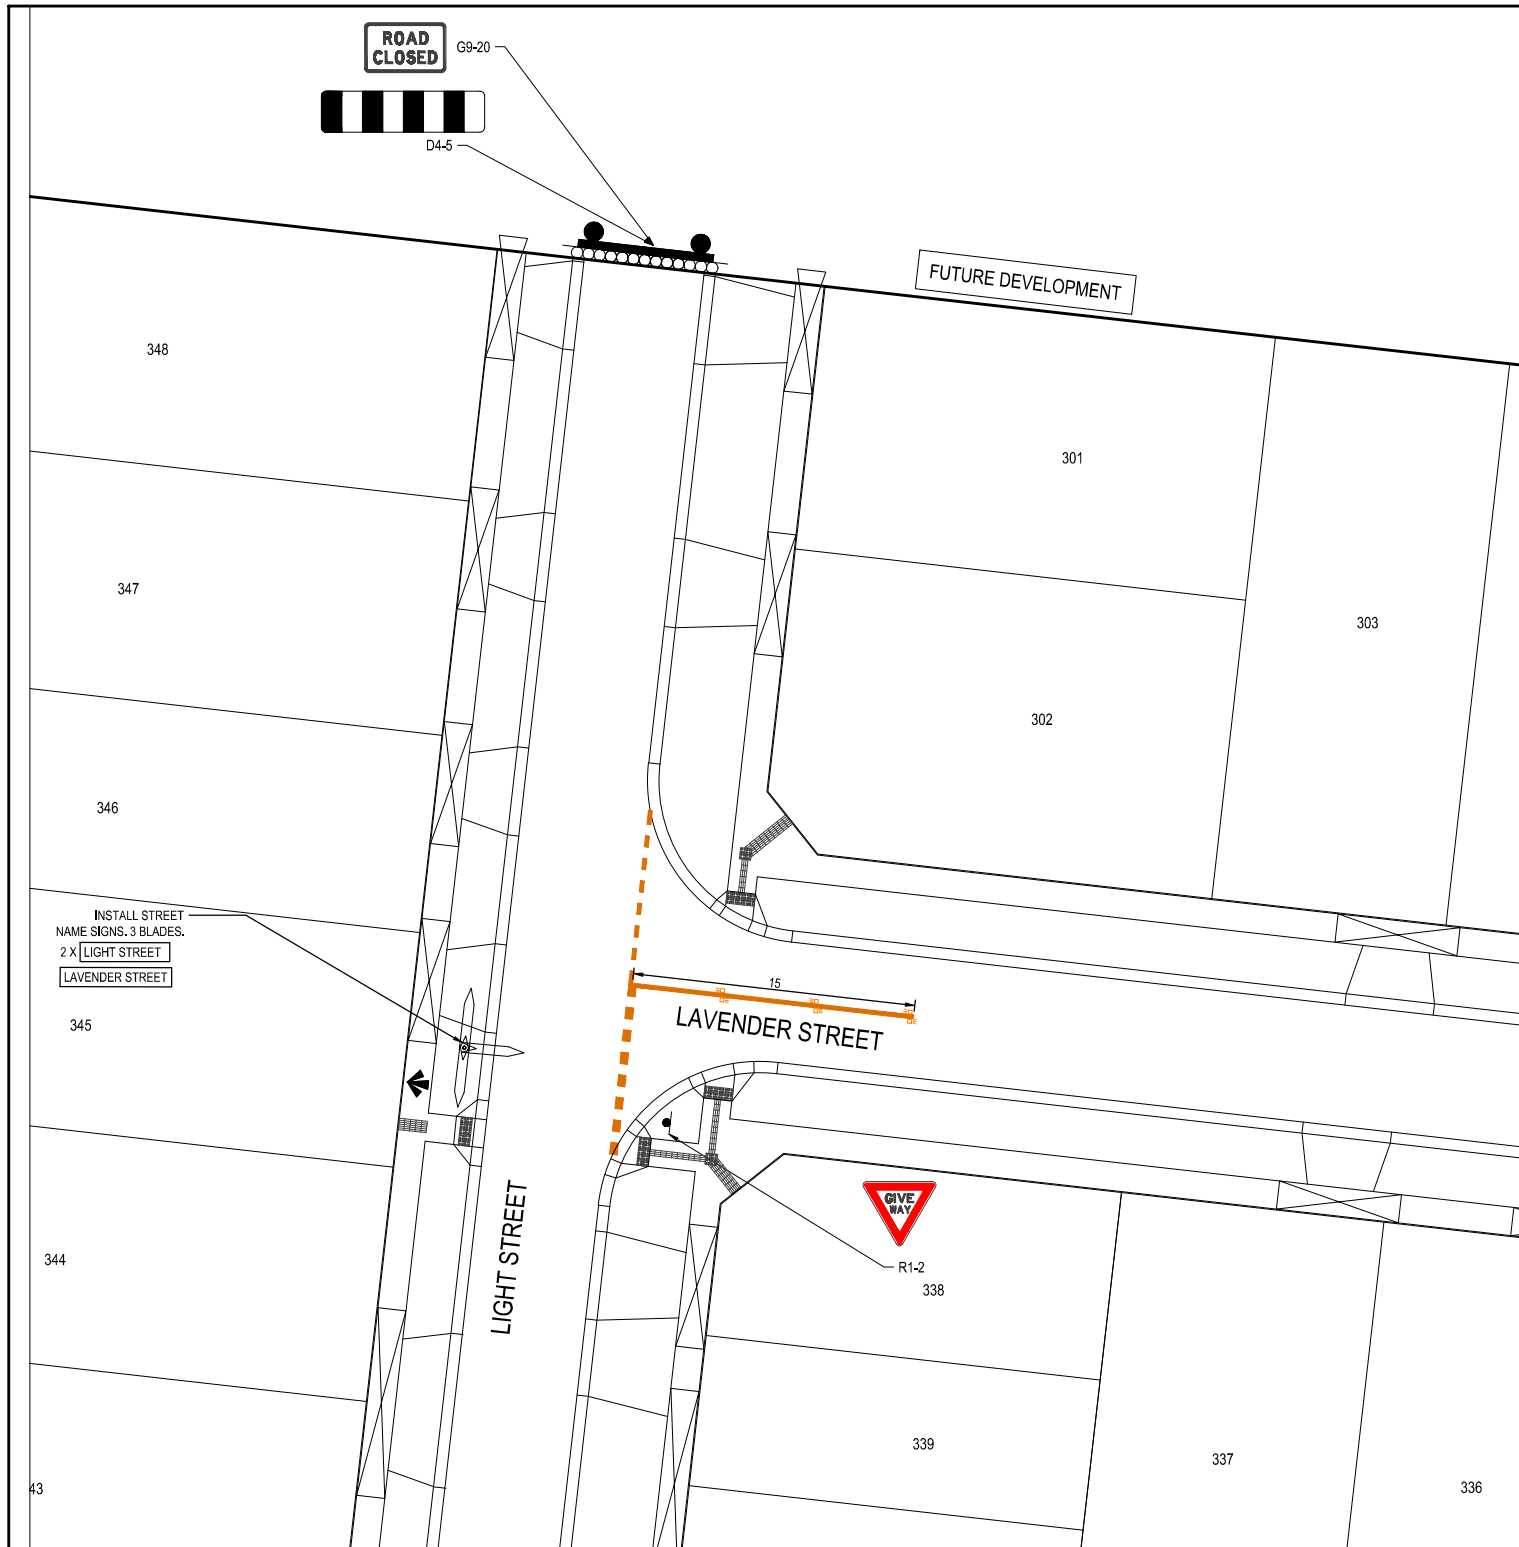 ROAD
CLOSED
G9-20
D4-5
FUTURE DEVELOPMENT
348
301
347
303
302
346
INSTALL STREET
NAME SIGNS. 3 BLADES.
2 X LIGHT STREET
LAVENDER STREET
15
LAVENDER STREET
345
LIGHT STREET
GIVE
WAY
R1-2
344
338
339
337
43
336